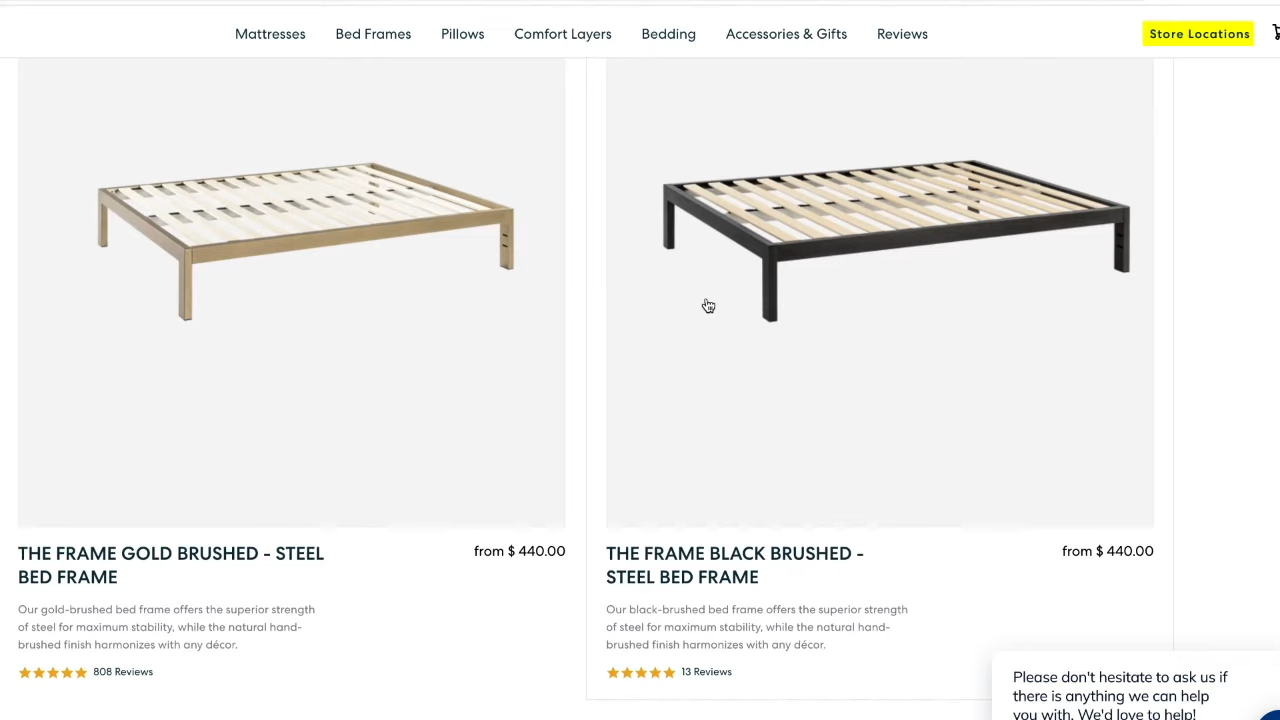 Mattresses Bed Frames Pillows Comfort Layers Bedding Accessories & Gifts Reviews Store Locations
THE FRAME GOLD BRUSHED - STEEL
BED FRAME
from $ 440.00
Our gold-brushed bed frame offers the superior strength
of steel for maximum stability, while the natural hand-
brushed finish harmonizes with any décor.
808 Reviews
THE FRAME BLACK BRUSHED -
STEEL BED FRAME
from $ 440.00
Our black-brushed bed frame offers the superior strength
of steel for maximum stability, while the natural hand-
brushed finish harmonizes with any décor.
13 Reviews
Please don't hesitate to ask us if
there is anything we can help
you with. We'd love to help!